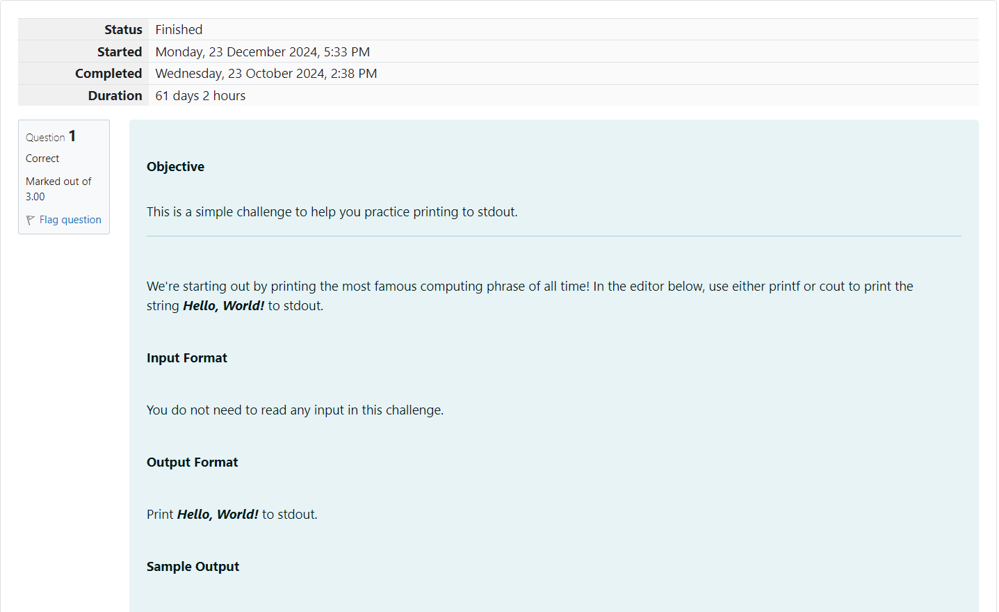 Status Finished
Started Monday, 23 December 2024, 5:33 PM
Completed Wednesday, 23 October 2024, 2:38 PM
Duration 61 days 2 hours
Question 1
Correct
Marked out of
3.00
Flag question
Objective
This is a simple challenge to help you practice printing to stdout.
We're starting out by printing the most famous computing phrase of all time! In the editor below, use either printf or cout to print the
string Hello, World! to stdout.
Input Format
You do not need to read any input in this challenge.
Output Format
Print Hello, World! to stdout.
Sample Output